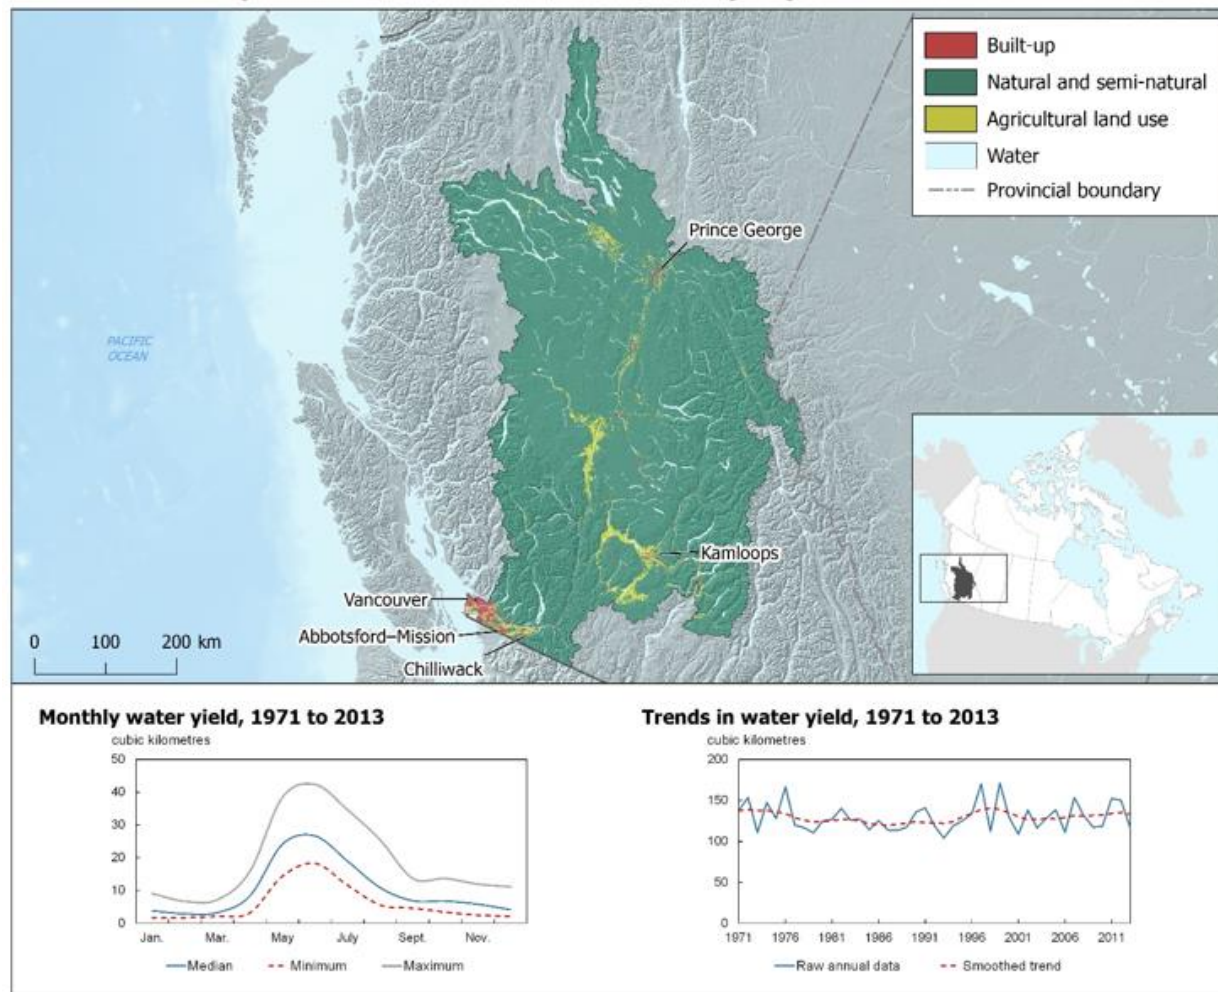 Built-up
Natural and semi-natural
Agricultural land use
Water
Provincial boundary
Prince George
PACIFIC
OCEAN
Kamloops
Vancouver
Abbotsford–Mission
Chilliwack
0 100 200 km
Monthly water yield, 1971 to 2013
cubic kilometres
50
40
30
20
10
0
Jan. Mar. May July Sept. Nov.
Median Minimum Maximum
Trends in water yield, 1971 to 2013
cubic kilometres
200
150
100
50
0
1971 1976 1981 1986 1991 1996 2001 2006 2011
Raw annual data Smoothed trend